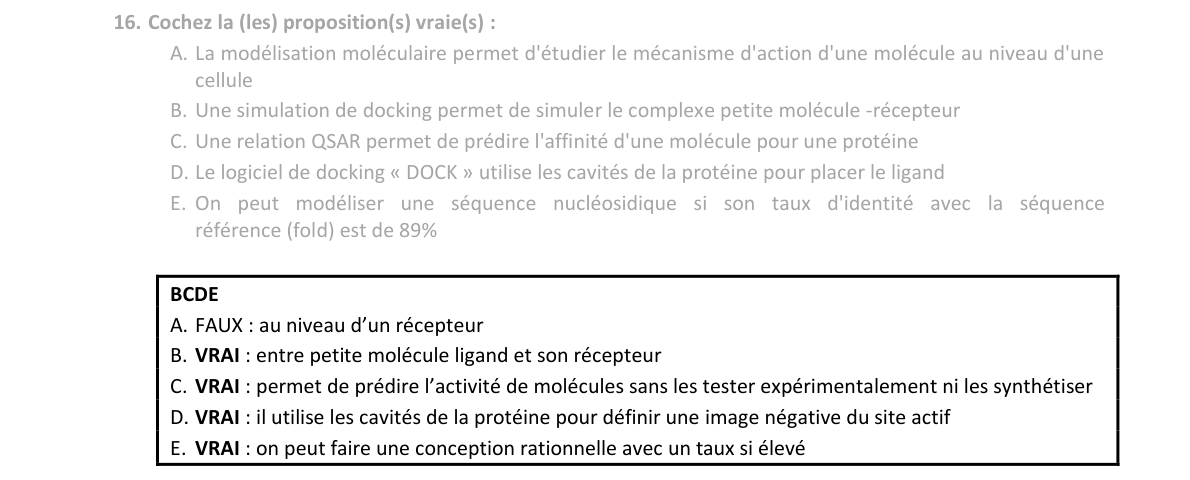 16. Cochez la (les) proposition(s) vraie(s) :
A. La modélisation moléculaire permet d'étudier le mécanisme d'action d'une molécule au niveau d'une
cellule
B. Une simulation de docking permet de simuler le complexe petite molécule -récepteur
C. Une relation QSAR permet de prédire l'affinité d'une molécule pour une protéine
D. Le logiciel de docking « DOCK » utilise les cavités de la protéine pour placer le ligand
E. On peut modéliser une séquence nucléosidique si son taux d'identité avec la séquence
référence (fold) est de 89%
BCDE
A. FAUX : au niveau d’un récepteur
B. VRAI : entre petite molécule ligand et son récepteur
C. VRAI : permet de prédire l’activité de molécules sans les tester expérimentalement ni les synthétiser
D. VRAI : il utilise les cavités de la protéine pour définir une image négative du site actif
E. VRAI : on peut faire une conception rationnelle avec un taux si élevé